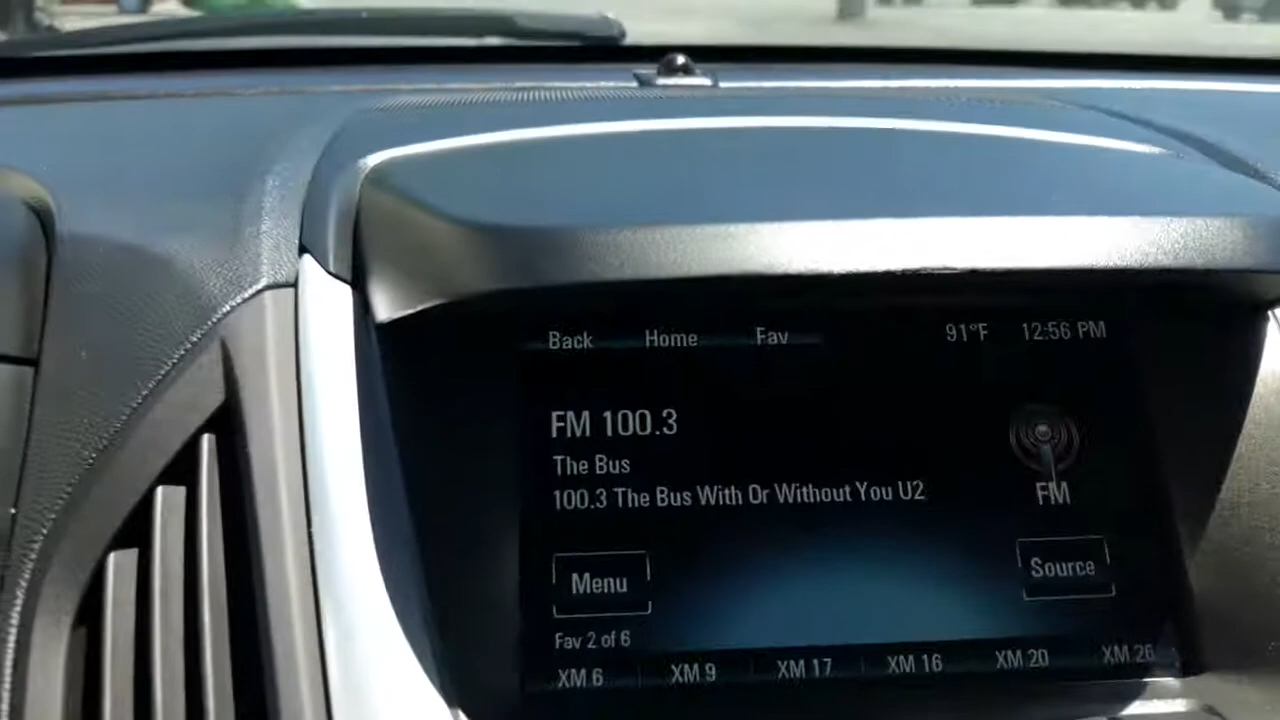 Back Home Fav 91°F 12:56 PM
FM 100.3
The Bus
100.3 The Bus With Or Without You U2
FM
Menu Source
Fav 2 of 6
XM 6 XM 9 XM 17 XM 16 XM 20 XM 26